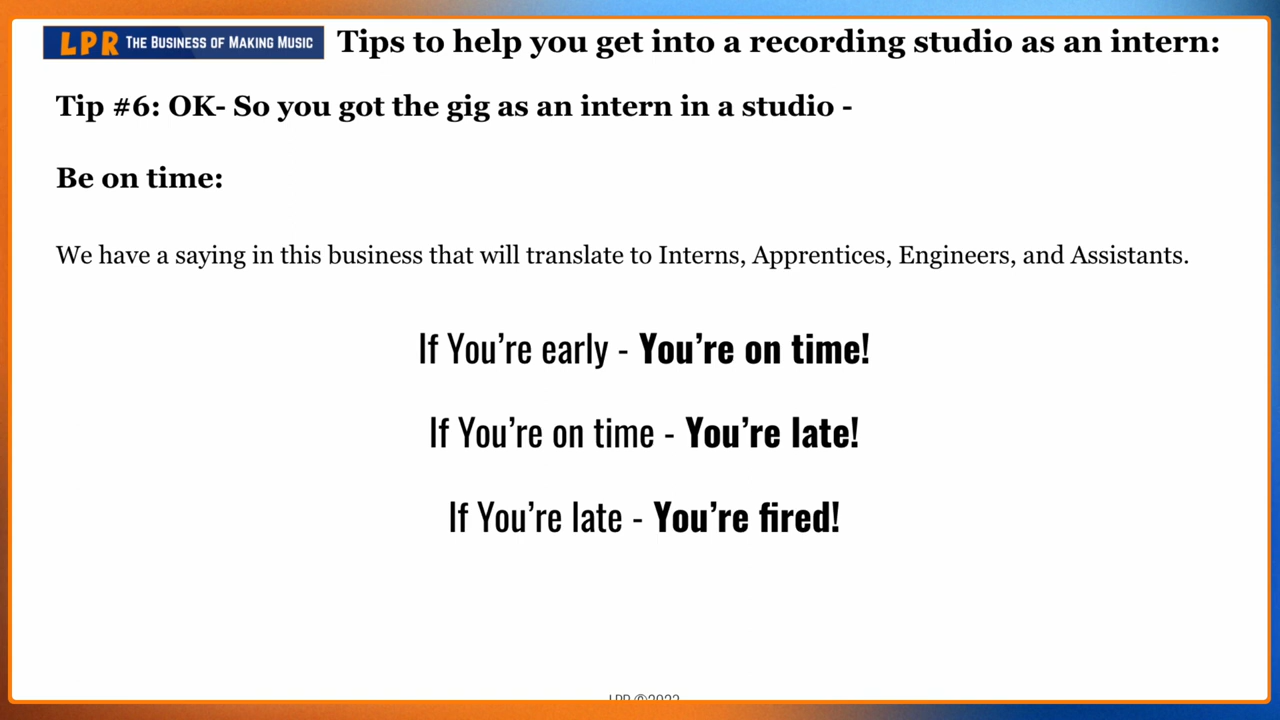 LPR THE BUSINESS OF MAKING MUSIC Tips to help you get into a recording studio as an intern:
Tip #6: OK- So you got the gig as an intern in a studio -
Be on time:
We have a saying in this business that will translate to Interns, Apprentices, Engineers, and Assistants.
If You're early - You're on time!
If You're on time - You're late!
If You're late - You're fired!